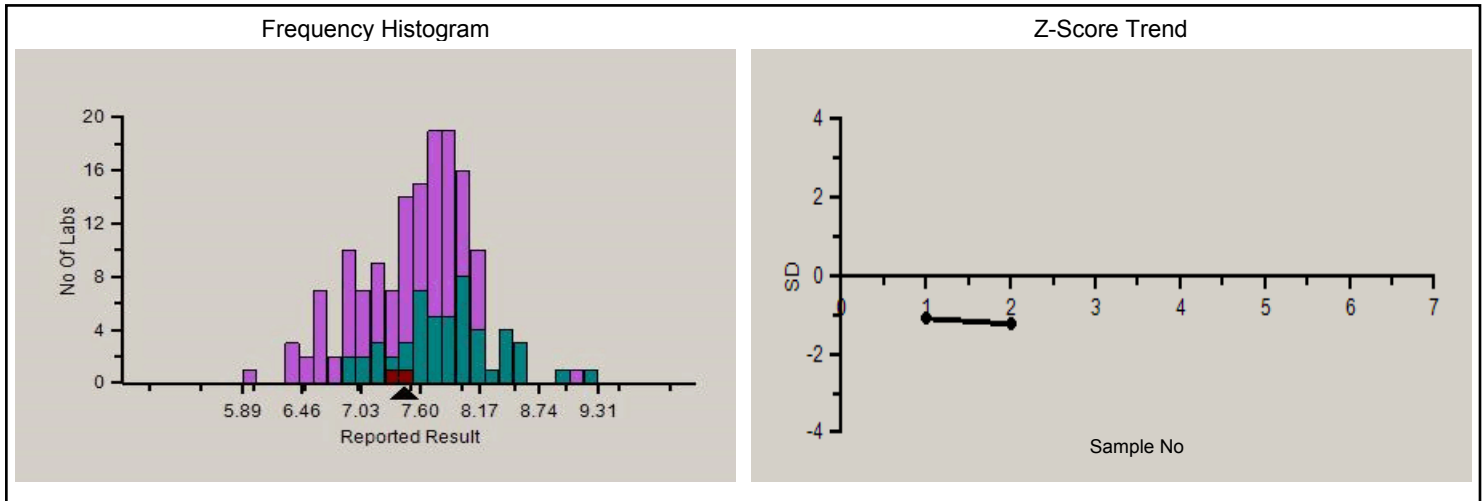 Frequency Histogram
20
16
12
8
4
0
No Of Labs
5.89 6.46 7.03 7.60 8.17 8.74 9.31
Reported Result
Z-Score Trend
4
2
0
-2
-4
SD
0 1 2 3 4 5 6 7
Sample No